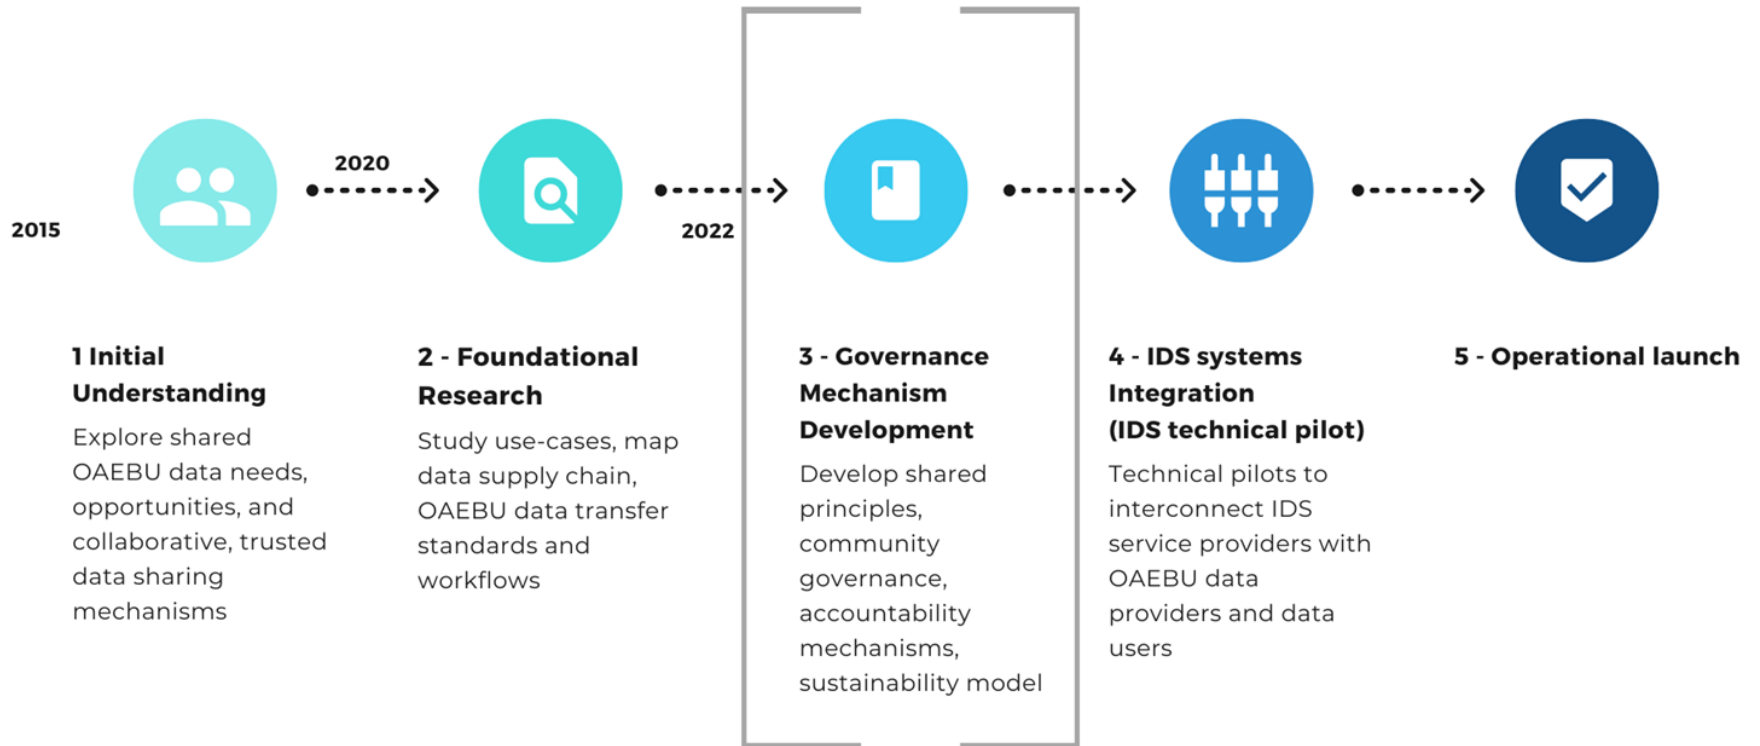 2015
2020
2022
1 Initial
Understanding
Explore shared
OAEBU data needs,
opportunities, and
collaborative, trusted
data sharing
mechanisms
2 - Foundational
Research
Study use-cases, map
data supply chain,
OAEBU data transfer
standards and
workflows
3 - Governance
Mechanism
Development
Develop shared
principles,
community
governance,
accountability
mechanisms,
sustainability model
4 - IDS systems
Integration
(IDS technical pilot)
Technical pilots to
interconnect IDS
service providers with
OAEBU data
providers and data
users
5 - Operational launch